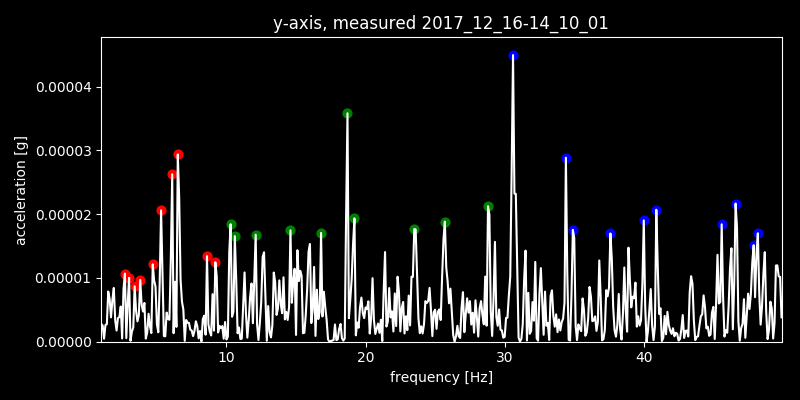 y-axis, measured 2017_12_16-14_10_01
acceleration [g]
0.00004
0.00003
0.00002
0.00001
0.00000
10 20 30 40
frequency [Hz]